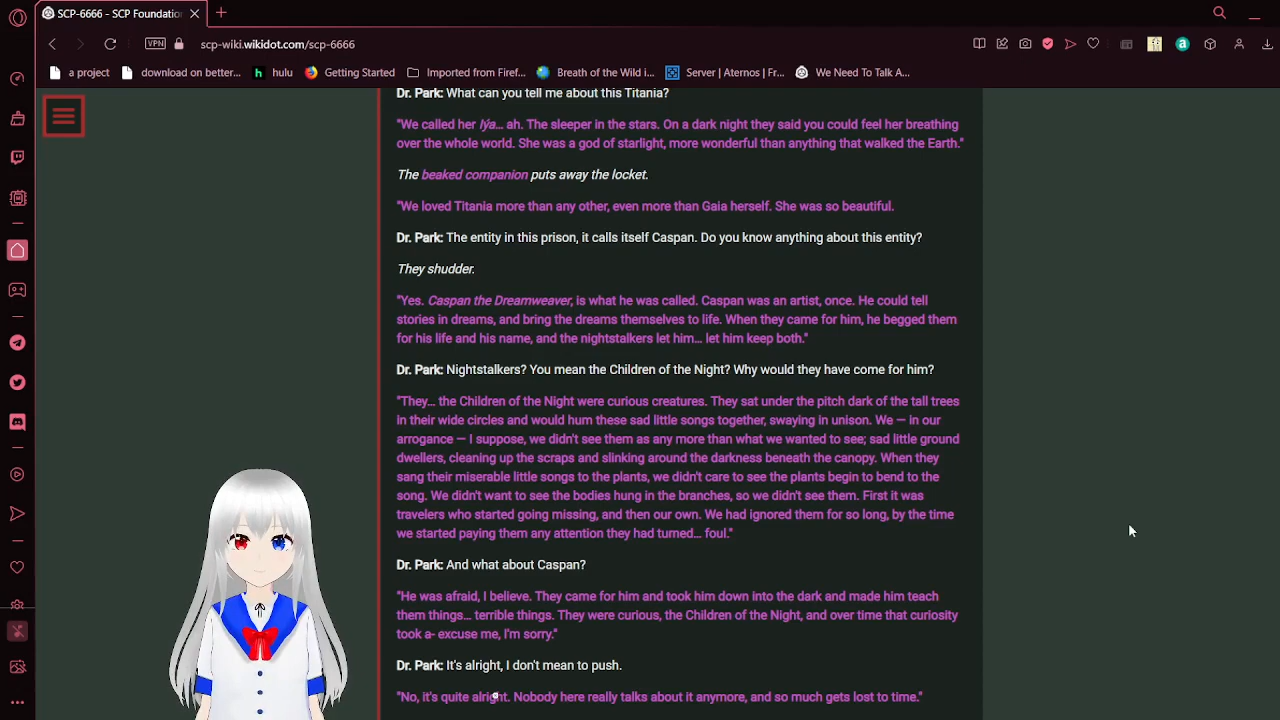 SCP-6666 - SCP Foundation
VPN
scp-wiki.wikidot.com/scp-6666
a project
download on better...
hulu
Getting Started
Imported from Firef...
Breath of the Wild i...
Server | Aternos | Fr...
We Need To Talk A...
Dr. Park: What can you tell me about this Titania?
"We called her lýa... ah. The sleeper in the stars. On a dark night they said you could feel her breathing
over the whole world. She was a god of starlight, more wonderful than anything that walked the Earth."
The beaked companion puts away the locket.
"We loved Titania more than any other, even more than Gaia herself. She was so beautiful.
Dr. Park: The entity in this prison, it calls itself Caspan. Do you know anything about this entity?
They shudder.
"Yes. Caspan the Dreamweaver, is what he was called. Caspan was an artist, once. He could tell
stories in dreams, and bring the dreams themselves to life. When they came for him, he begged them
for his life and his name, and the nightstalkers let him... let him keep both."
Dr. Park: Nightstalkers? You mean the Children of the Night? Why would they have come for him?
"They... the Children of the Night were curious creatures. They sat under the pitch dark of the tall trees
in their wide circles and would hum these sad little songs together, swaying in unison. We — in our
arrogance — I suppose, we didn't see them as any more than what we wanted to see; sad little ground
dwellers, cleaning up the scraps and slinking around the darkness beneath the canopy. When they
sang their miserable little songs to the plants, we didn't care to see the plants begin to bend to the
song. We didn't want to see the bodies hung in the branches, so we didn't see them. First it was
travelers who started going missing, and then our own. We had ignored them for so long, by the time
we started paying them any attention they had turned... foul."
Dr. Park: And what about Caspan?
"He was afraid, I believe. They came for him and took him down into the dark and made him teach
them things... terrible things. They were curious, the Children of the Night, and over time that curiosity
took a- excuse me, I'm sorry."
Dr. Park: It's alright, I don't mean to push.
"No, it's quite alright. Nobody here really talks about it anymore, and so much gets lost to time."